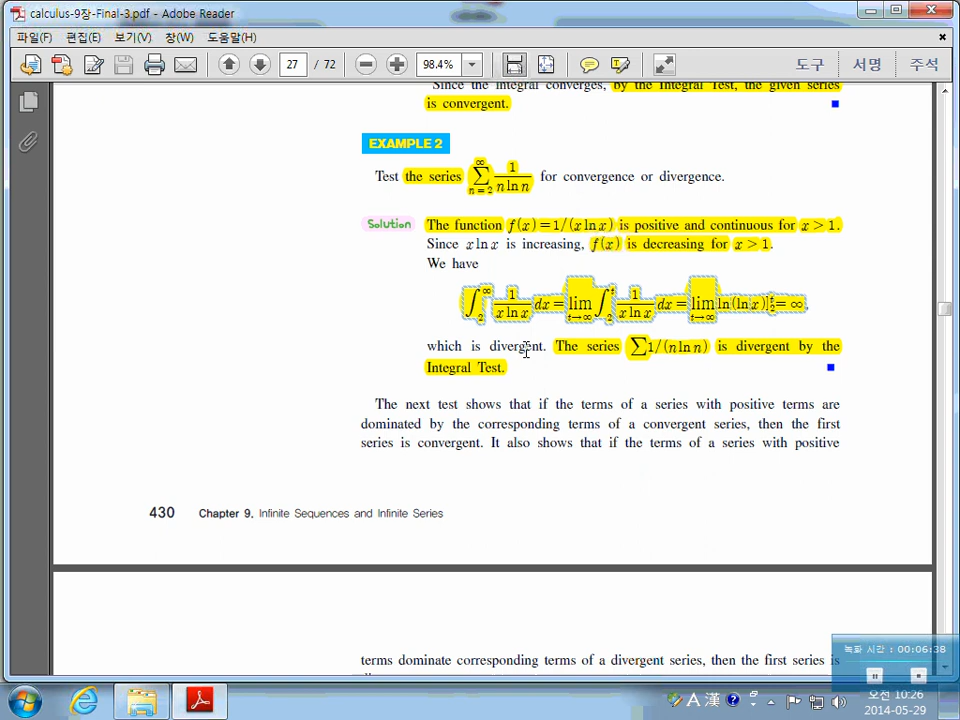 calculus-9장-Final-3.pdf - Adobe Reader
파일(F) 편집(E) 보기(V) 창(W) 도움말(H)
27 / 72 98.4% 도구 서명 주석
Since the integral converges, by the Integral Test, the given series
is convergent.
EXAMPLE 2
Test the series ∑_{n=2}^{∞} 1/(n ln n) for convergence or divergence.
Solution The function f(x)=1/(x ln x) is positive and continuous for x>1.
Since x ln x is increasing, f(x) is decreasing for x>1.
We have
∫_2^∞ 1/(x ln x) dx = lim_{t→∞} ∫_2^t 1/(x ln x) dx = lim_{t→∞} ln(ln x)]_2^t = ∞,
which is divergent. The series ∑1/(n ln n) is divergent by the
Integral Test.
The next test shows that if the terms of a series with positive terms are
dominated by the corresponding terms of a convergent series, then the first
series is convergent. It also shows that if the terms of a series with positive
430 Chapter 9. Infinite Sequences and Infinite Series
terms dominate corresponding terms of a divergent series, then the first series is
녹화 시간 : 00:06:38
A 漢
오전 10:26
2014-05-29